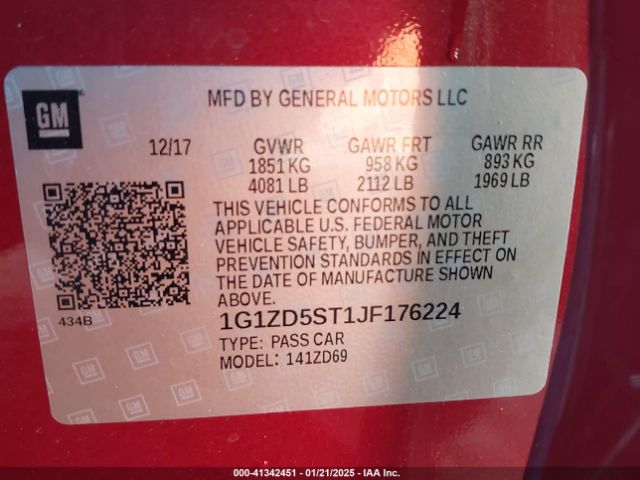 GM
MFD BY GENERAL MOTORS LLC
12/17 GVWR GAWR FRT GAWR RR
1851 KG 958 KG 893 KG
4081 LB 2112 LB 1969 LB
THIS VEHICLE CONFORMS TO ALL
APPLICABLE U.S. FEDERAL MOTOR
VEHICLE SAFETY, BUMPER, AND THEFT
PREVENTION STANDARDS IN EFFECT ON
THE DATE OF MANUFACTURE SHOWN
ABOVE.
434B
1G1ZD5ST1JF176224
TYPE: PASS CAR
MODEL: 141ZD69
000-41342451 | 01/21/2025 | IAA Inc.